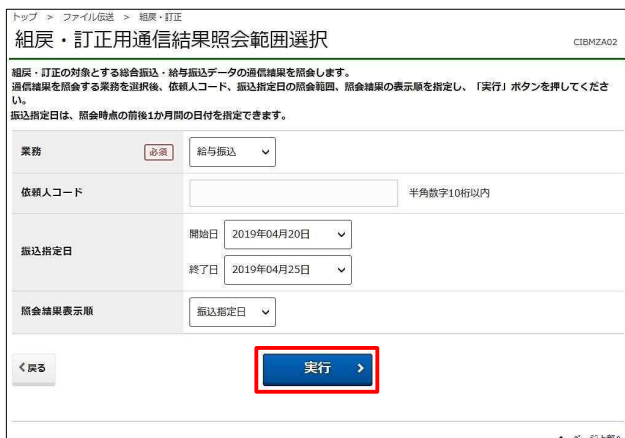 トップ > ファイル伝送 > 組戻・訂正
組戻・訂正用通信結果照会範囲選択
CIBMZA02
組戻・訂正の対象とする総合振込・給与振込データの通信結果を照会します。
通信結果を照会する業務を選択後、依頼人コード、振込指定日の照会範囲、照会結果の表示順を指定し、「実行」ボタンを押してくださ
い。
振込指定日は、照会時点の前後1か月間の日付を指定できます。
業務 必須 給与振込
依頼人コード 半角数字10桁以内
振込指定日
開始日 2019年04月20日
終了日 2019年04月25日
照会結果表示順 振込指定日
戻る
実行